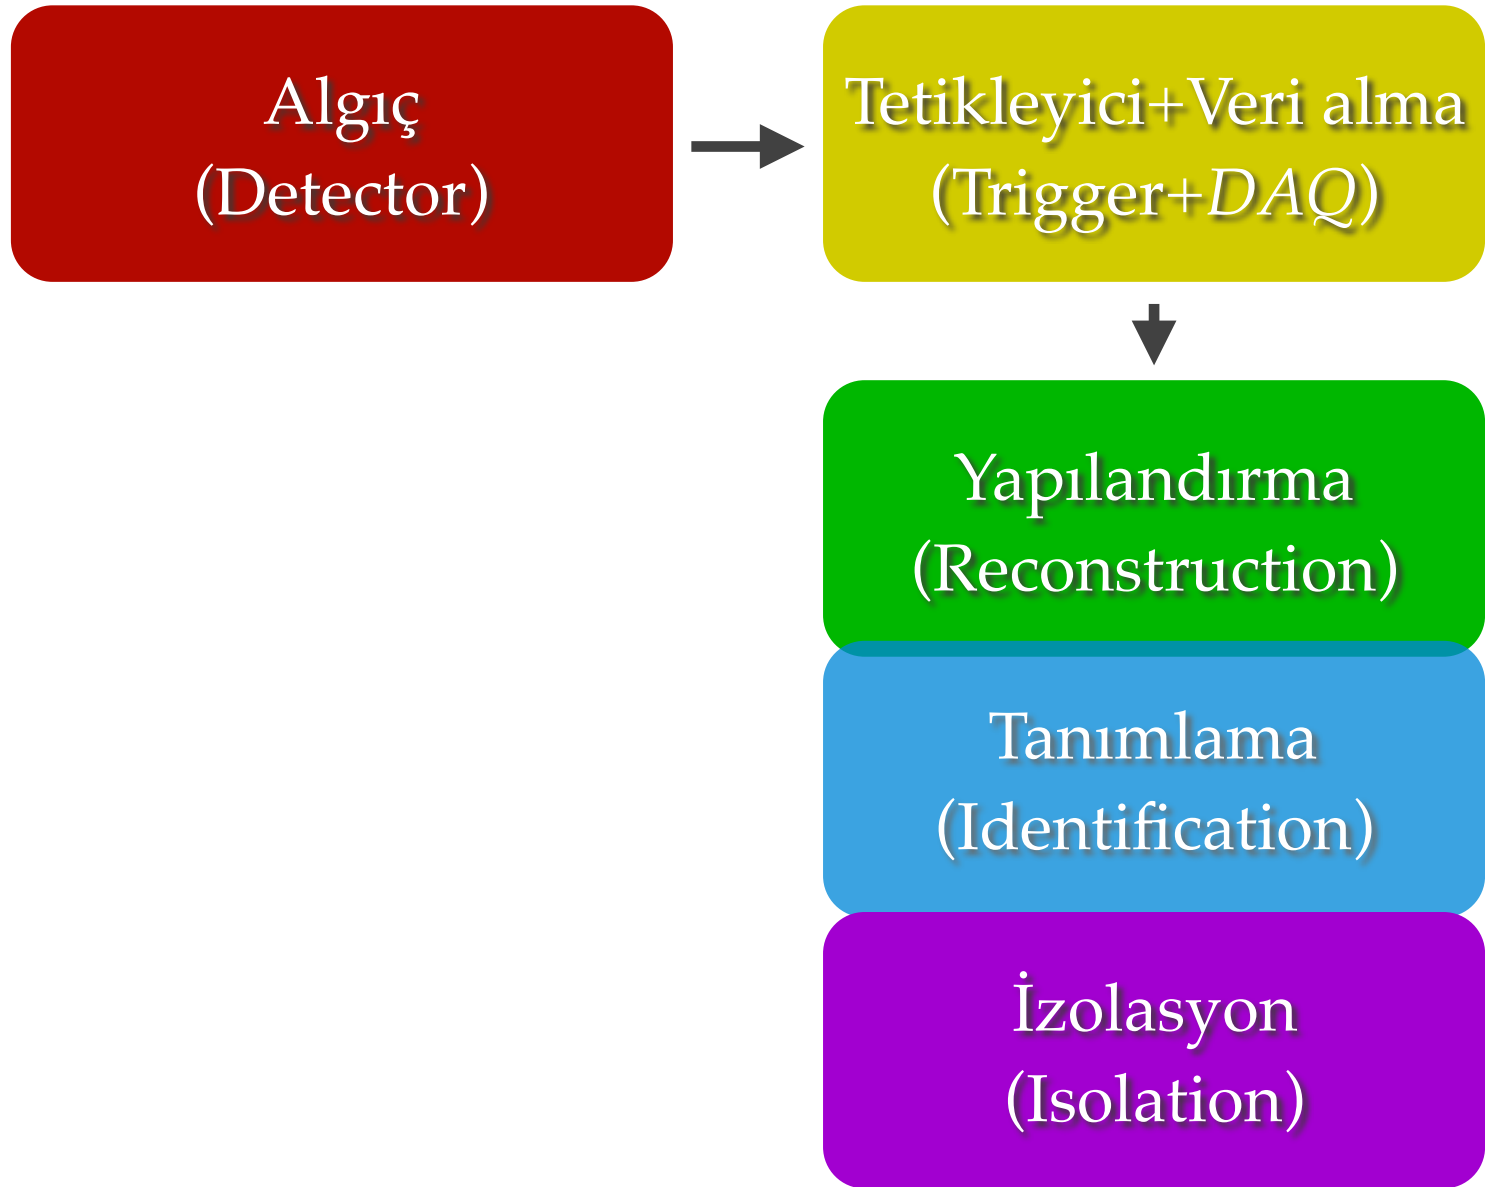 Algıç
(Detector)
Tetikleyici+Veri alma
(Trigger+DAQ)
Yapılandırma
(Reconstruction)
Tanımlama
(Identification)
İzolasyon
(Isolation)